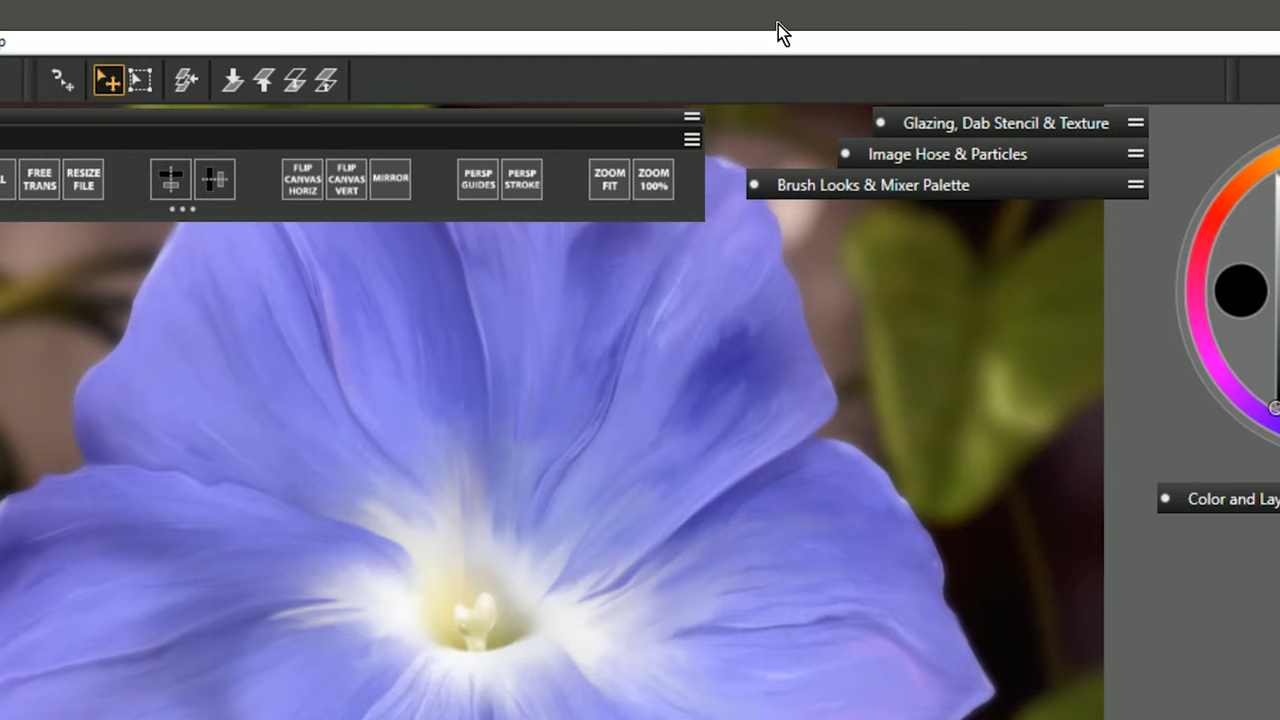 p
Glazing, Dab Stencil & Texture
Image Hose & Particles
Brush Looks & Mixer Palette
L
FREE
TRANS
RESIZE
FILE
FLIP
CANVAS
HORIZ
FLIP
CANVAS
VERT
MIRROR
PERSP
GUIDES
PERSP
STROKE
ZOOM
FIT
ZOOM
100%
Color and Lay